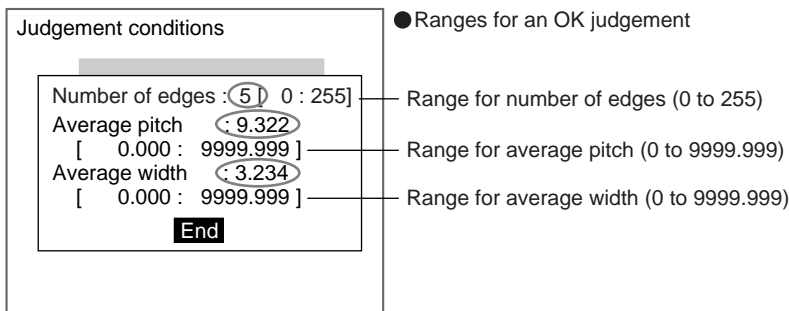 Judgement conditions
Number of edges : 5 [ 0 : 255]
Average pitch : 9.322
[ 0.000 : 9999.999 ]
Average width : 3.234
[ 0.000 : 9999.999 ]
End
●Ranges for an OK judgement
Range for number of edges (0 to 255)
Range for average pitch (0 to 9999.999)
Range for average width (0 to 9999.999)